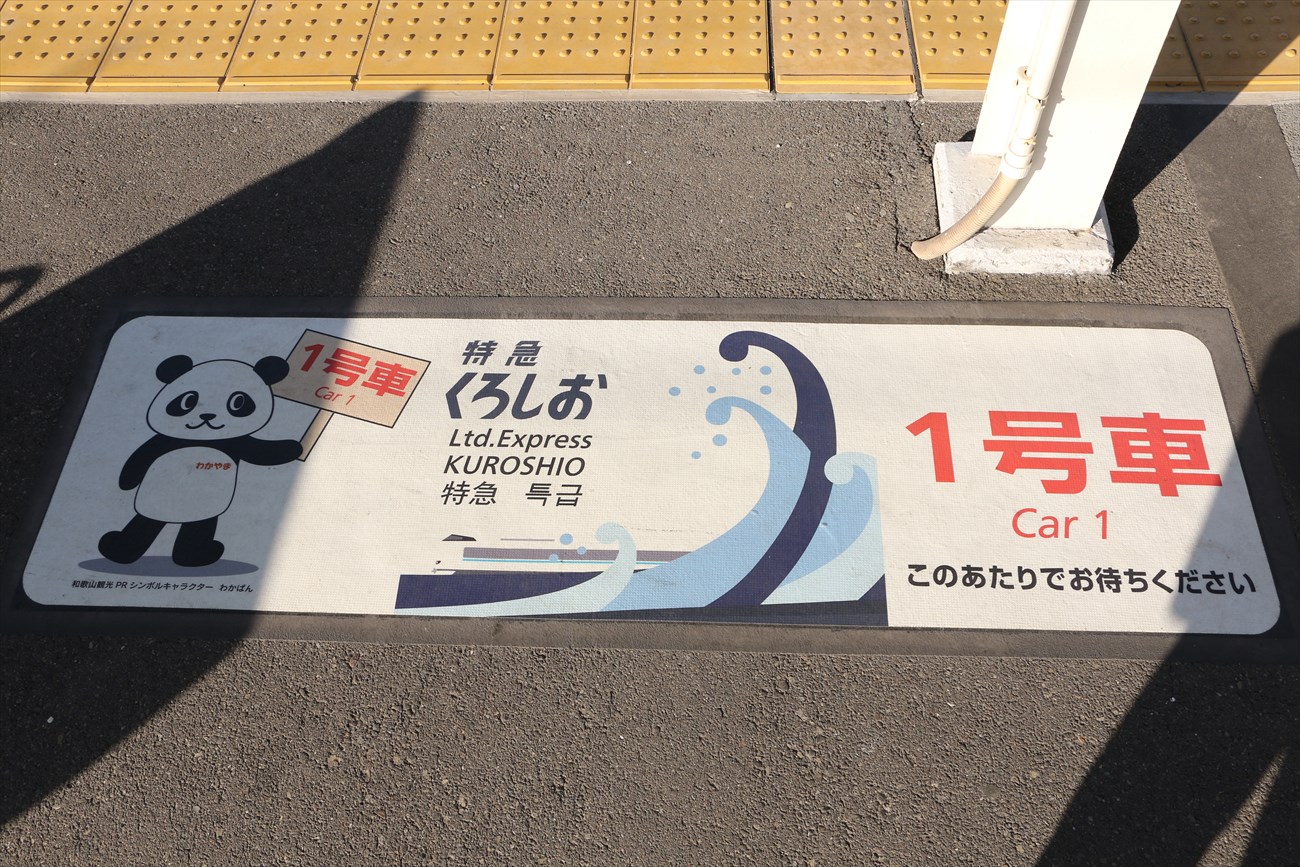 1号車
Car 1
わかやま
和歌山観光PRシンボルキャラクター わかぱん
特急
くろしお
Ltd.Express
KUROSHIO
特急 특급
1号車
Car 1
このあたりでお待ちください